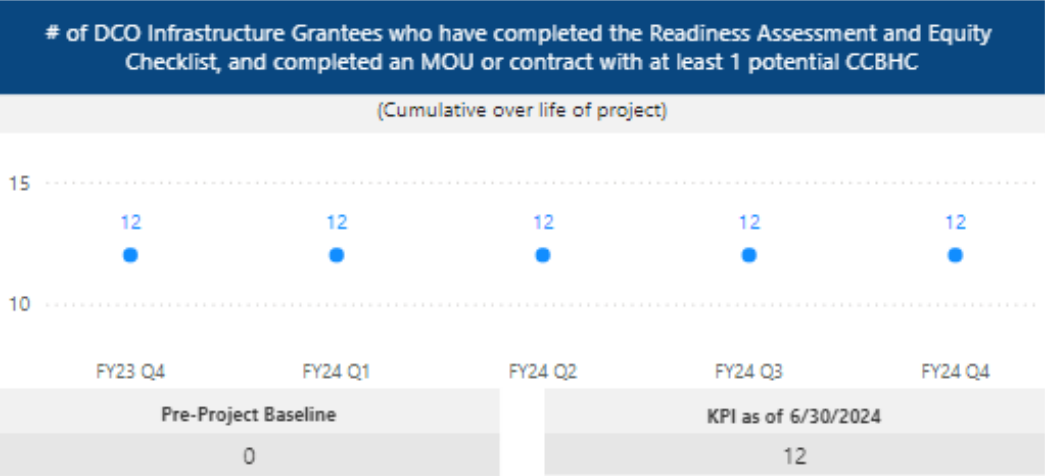 # of DCO Infrastructure Grantees who have completed the Readiness Assessment and Equity
Checklist, and completed an MOU or contract with at least 1 potential CCBHC
(Cumulative over life of project)
15
12 12 12 12 12
10
FY23 Q4 FY24 Q1 FY24 Q2 FY24 Q3 FY24 Q4
Pre-Project Baseline KPI as of 6/30/2024
0 12